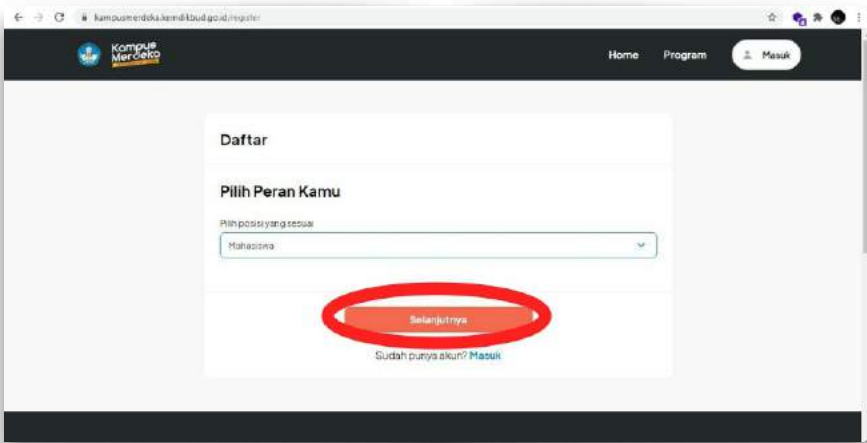 kampusmerdeka.kemdikbud.go.id/register
Kampus
Merdeka
Home
Program
Masuk
Daftar
Pilih Peran Kamu
Pilih posisi yang sesuai
Mahasiswa
Selanjutnya
Sudah punya akun? Masuk